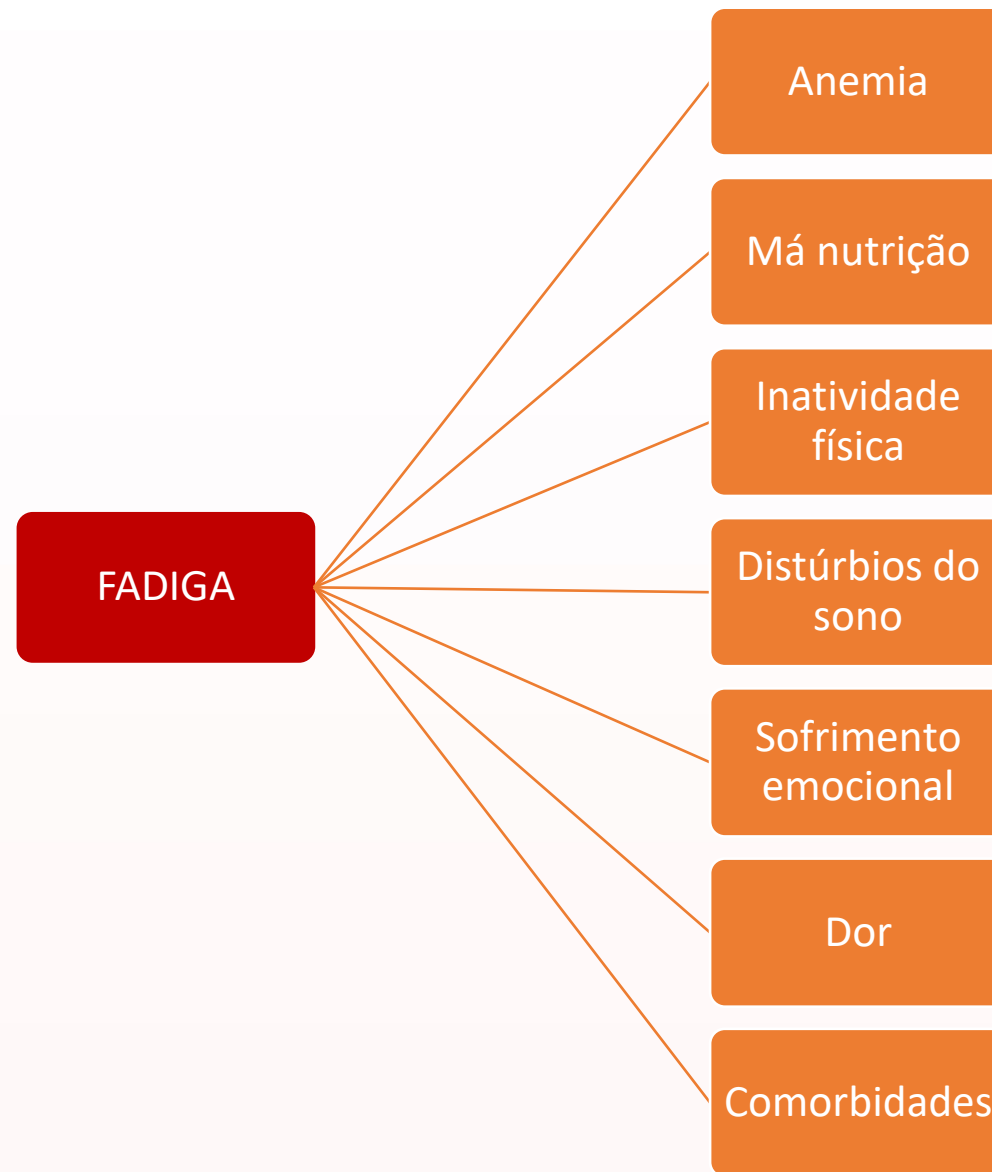 FADIGA
Anemia
Má nutrição
Inatividade
física
Distúrbios do
sono
Sofrimento
emocional
Dor
Comorbidades